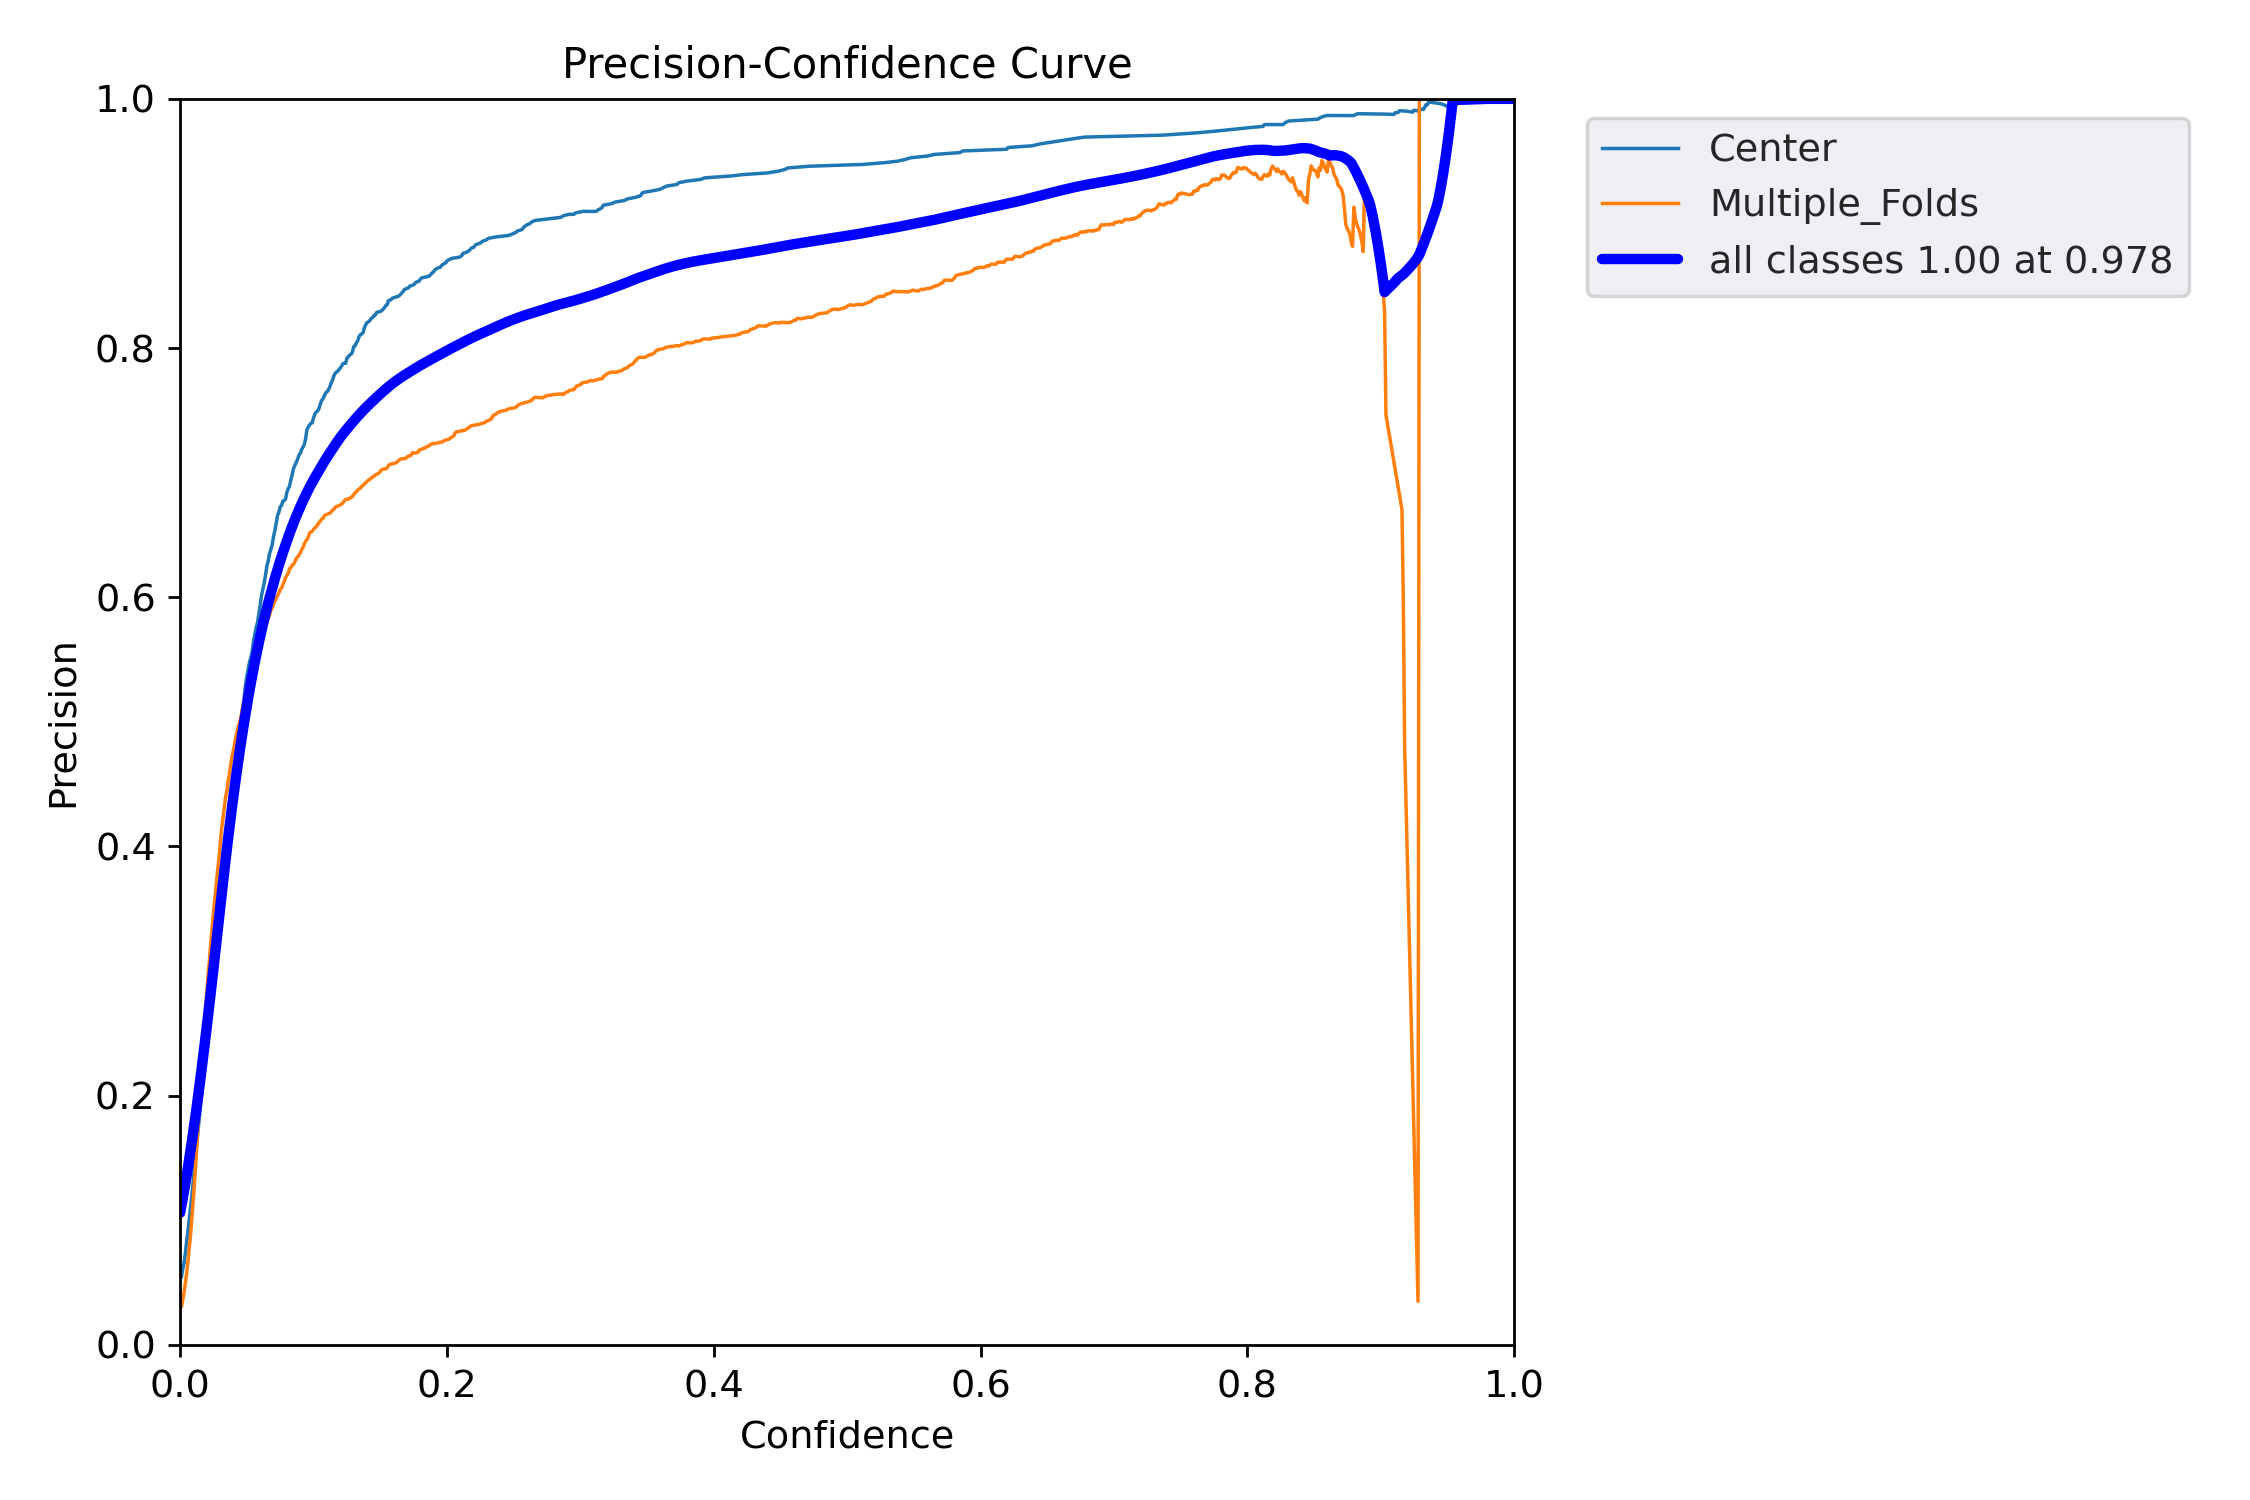 Precision-Confidence Curve
1.0
0.8
0.6
0.4
0.2
0.0
Precision
0.0 0.2 0.4 0.6 0.8 1.0
Confidence
Center
Multiple_Folds
all classes 1.00 at 0.978